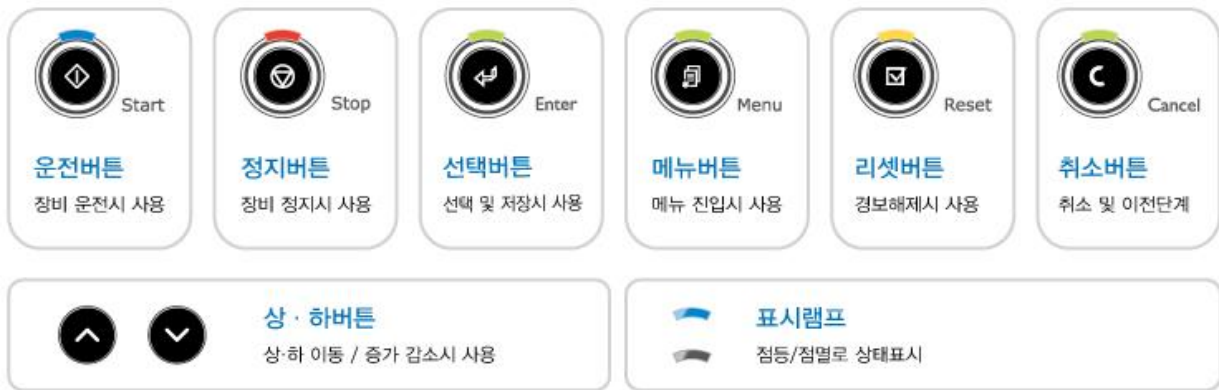 Start
운전버튼
장비 운전시 사용
Stop
정지버튼
장비 정지시 사용
Enter
선택버튼
선택 및 저장시 사용
Menu
메뉴버튼
메뉴 진입시 사용
Reset
리셋버튼
경보해제시 사용
Cancel
취소버튼
취소 및 이전단계
상 · 하버튼
상·하 이동 / 증가 감소시 사용
표시램프
점등/점멸로 상태표시